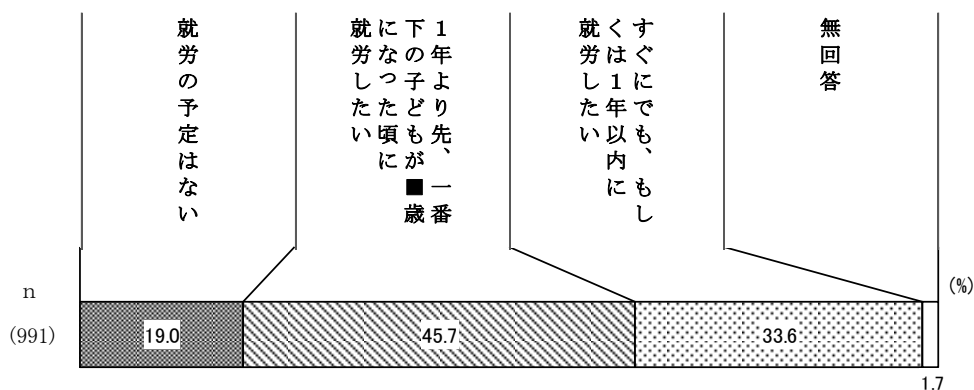 就労の予定はない
１年より先、一番
下の子どもが■歳
になった頃に
就労したい
すぐにでも、もし
くは１年以内に
就労したい
無回答
(%)
n
(991)
19.0
45.7
33.6
1.7